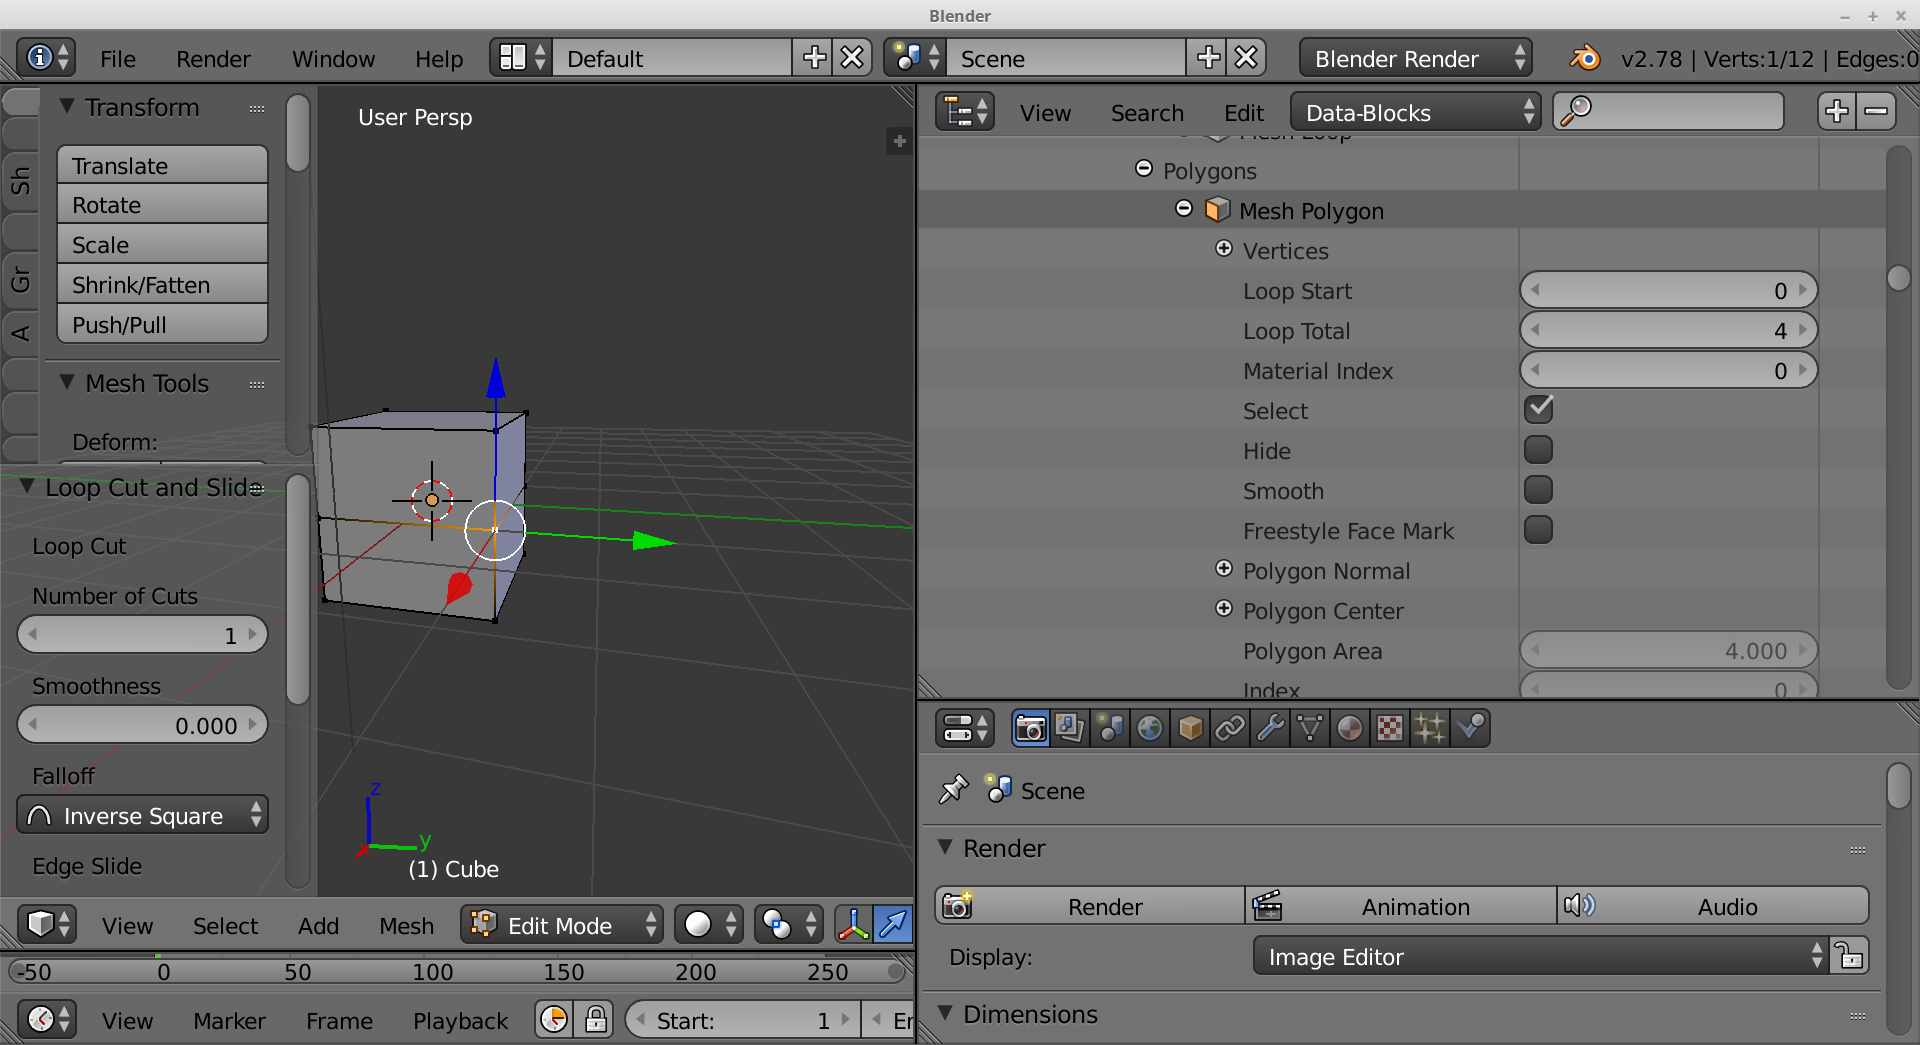 Blender
File Render Window Help Default Scene Blender Render v2.78 | Verts:1/12 | Edges:0
Transform
Translate
Rotate
Scale
Shrink/Fatten
Push/Pull
Mesh Tools
Deform:
Sh
Gr
A
Loop Cut and Slide
Loop Cut
Number of Cuts
1
Smoothness
0.000
Falloff
Inverse Square
Edge Slide
User Persp
z
y
x
(1) Cube
View Select Add Mesh Edit Mode
-50 0 50 100 150 200 250
View Marker Frame Playback Start: 1 En
View Search Edit Data-Blocks
Mesh Loop
Polygons
Mesh Polygon
Vertices
Loop Start 0
Loop Total 4
Material Index 0
Select
Hide
Smooth
Freestyle Face Mark
Polygon Normal
Polygon Center
Polygon Area 4.000
Index 0
Scene
Render
Render Animation Audio
Display: Image Editor
Dimensions